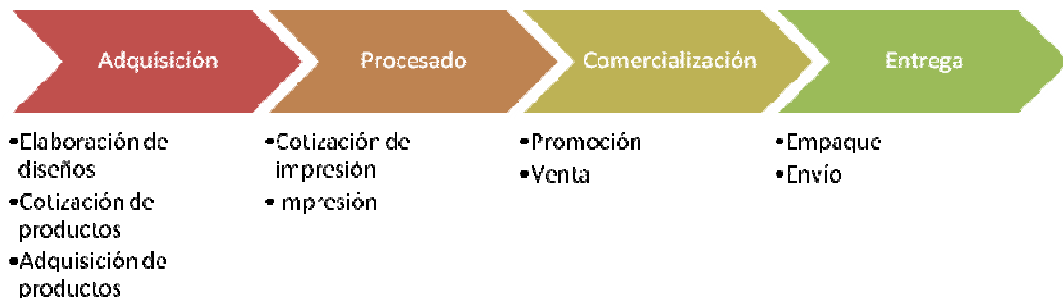 Adquisición
Procesado
Comercialización
Entrega
•Elaboración de
diseños
•Cotización de
productos
•Adquisición de
productos
•Cotización de
impresión
•Impresión
•Promoción
•Venta
•Empaque
•Envío